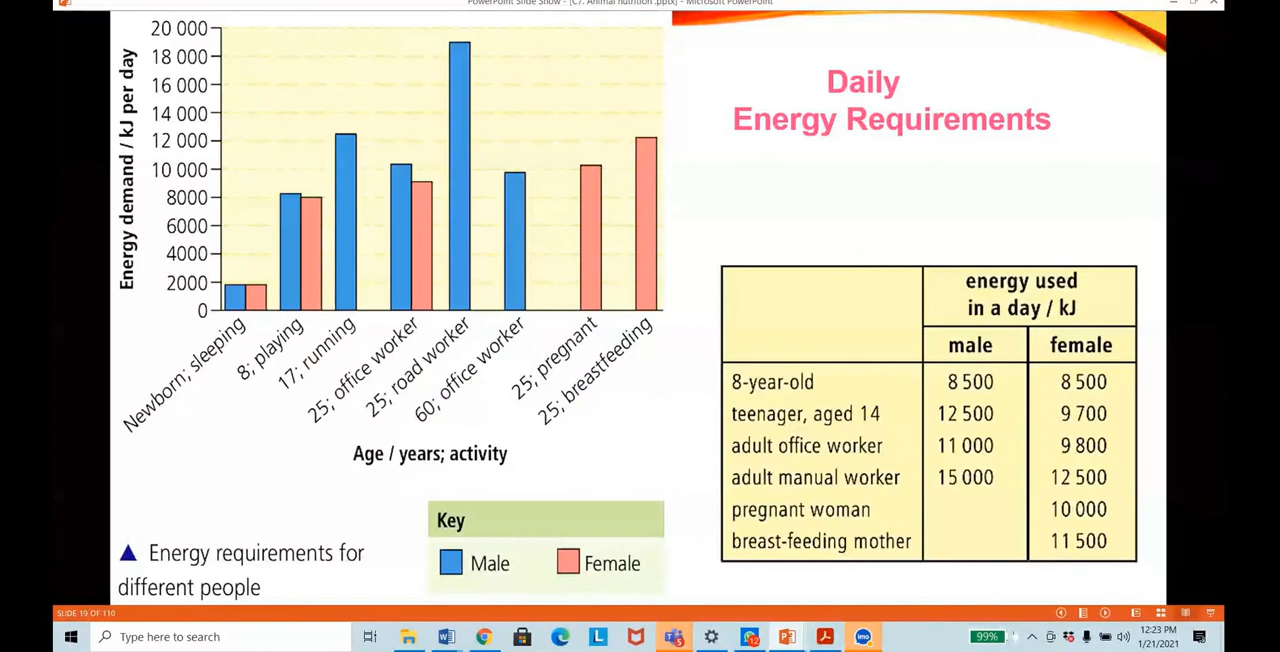 PowerPoint Slide Show - [C7. Animal nutrition .pptx] - Microsoft PowerPoint
Energy demand / kJ per day
20 000
18 000
16 000
14 000
12 000
10 000
8000
6000
4000
2000
0
Newborn; sleeping
8; playing
17; running
25; office worker
25; road worker
60; office worker
25; pregnant
25; breastfeeding
Age / years; activity
Key
Male Female
▲ Energy requirements for
different people
Daily
Energy Requirements
energy used
in a day / kJ
male female
8-year-old 8 500 8 500
teenager, aged 14 12 500 9 700
adult office worker 11 000 9 800
adult manual worker 15 000 12 500
pregnant woman 10 000
breast-feeding mother 11 500
SLIDE 19 OF 110
Type here to search
99%
12:23 PM
1/21/2021